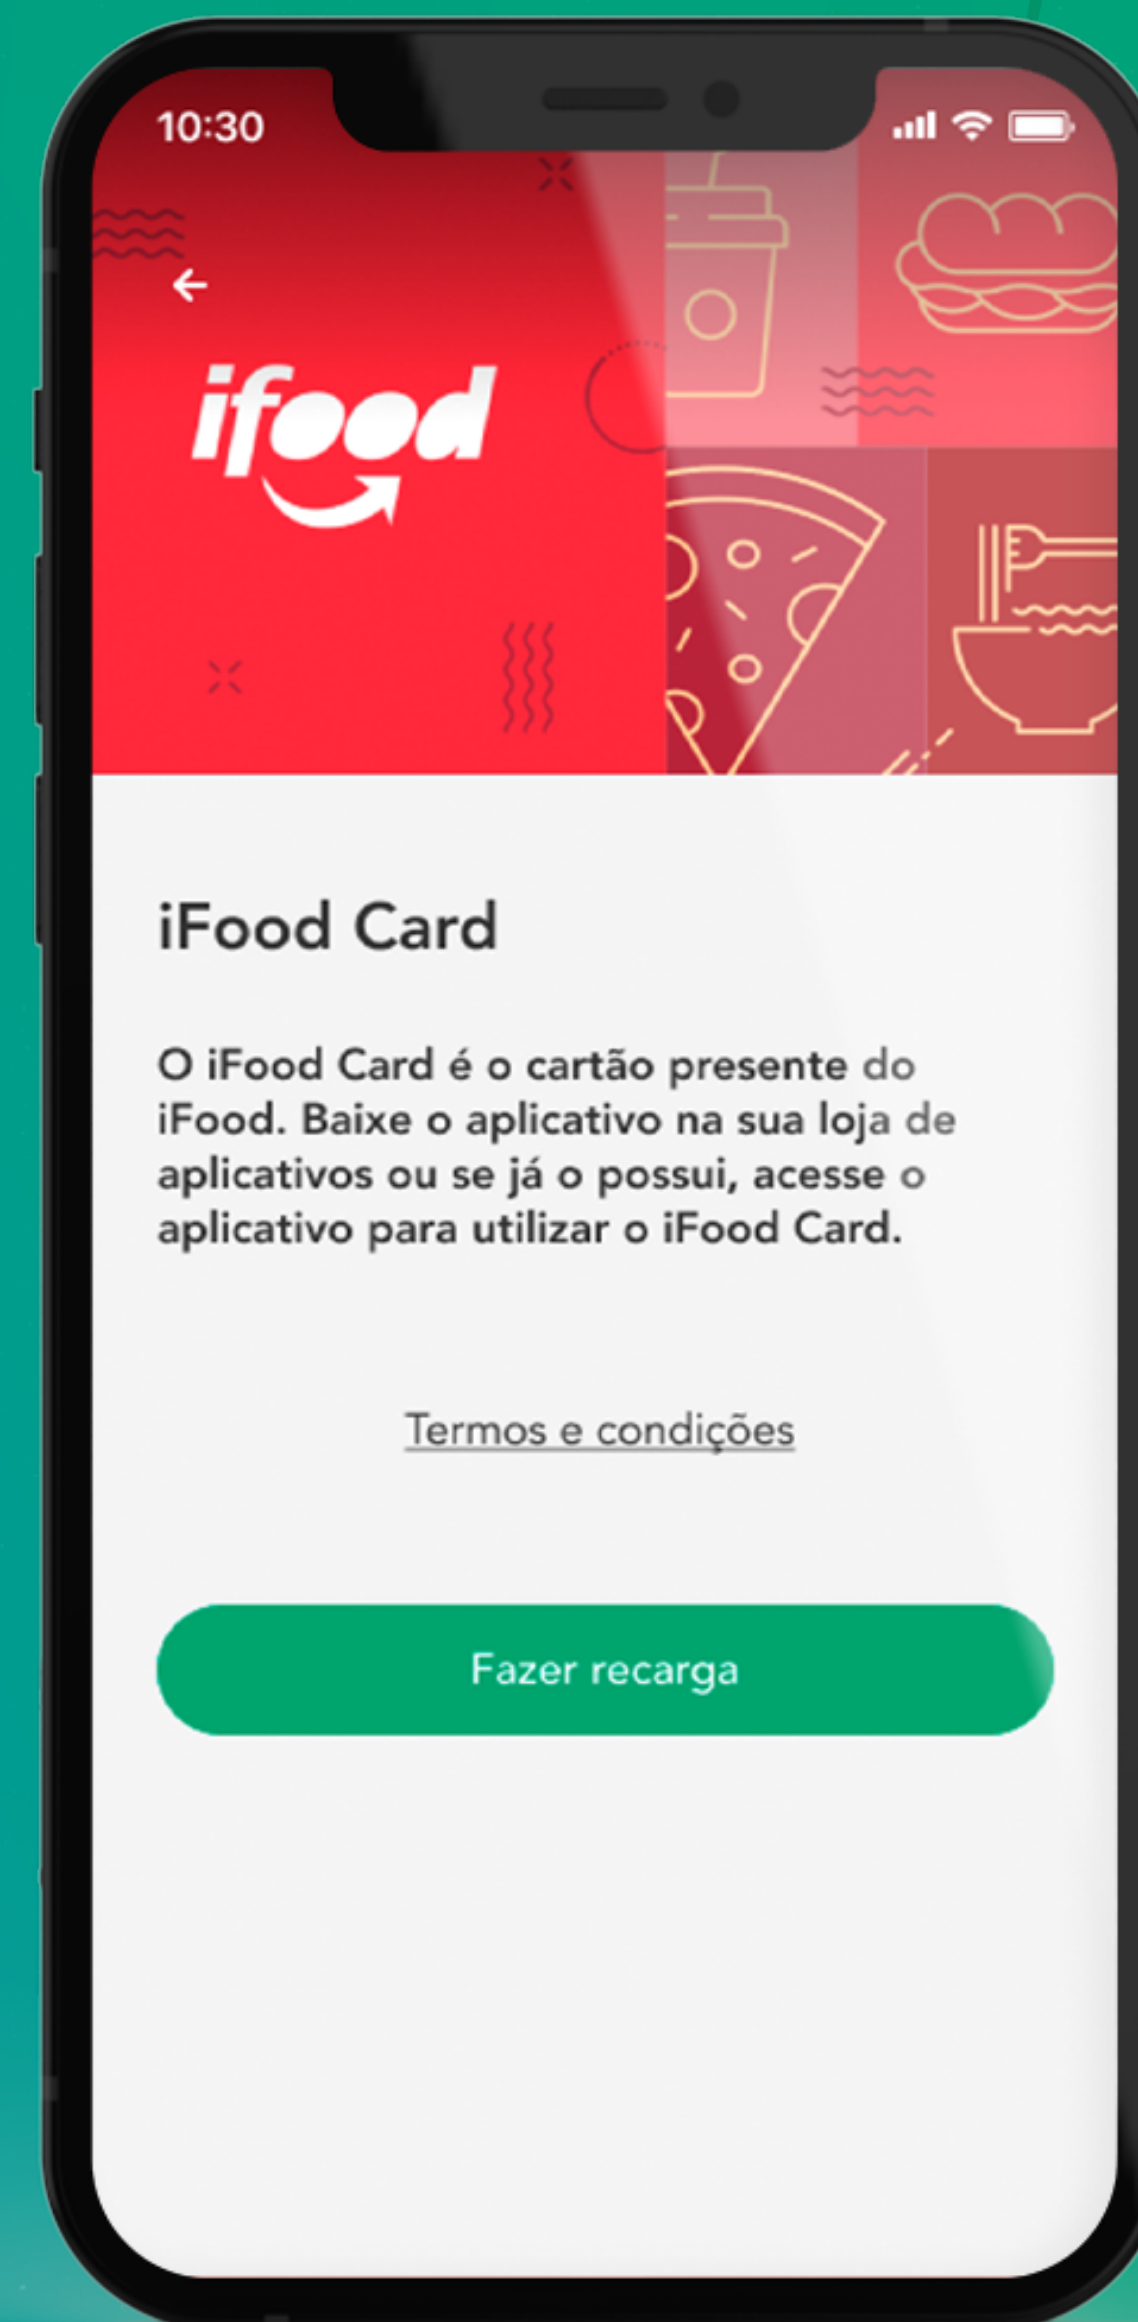 10:30
ifood
iFood Card
O iFood Card é o cartão presente do
iFood. Baixe o aplicativo na sua loja de
aplicativos ou se já o possui, acesse o
aplicativo para utilizar o iFood Card.
Termos e condições
Fazer recarga